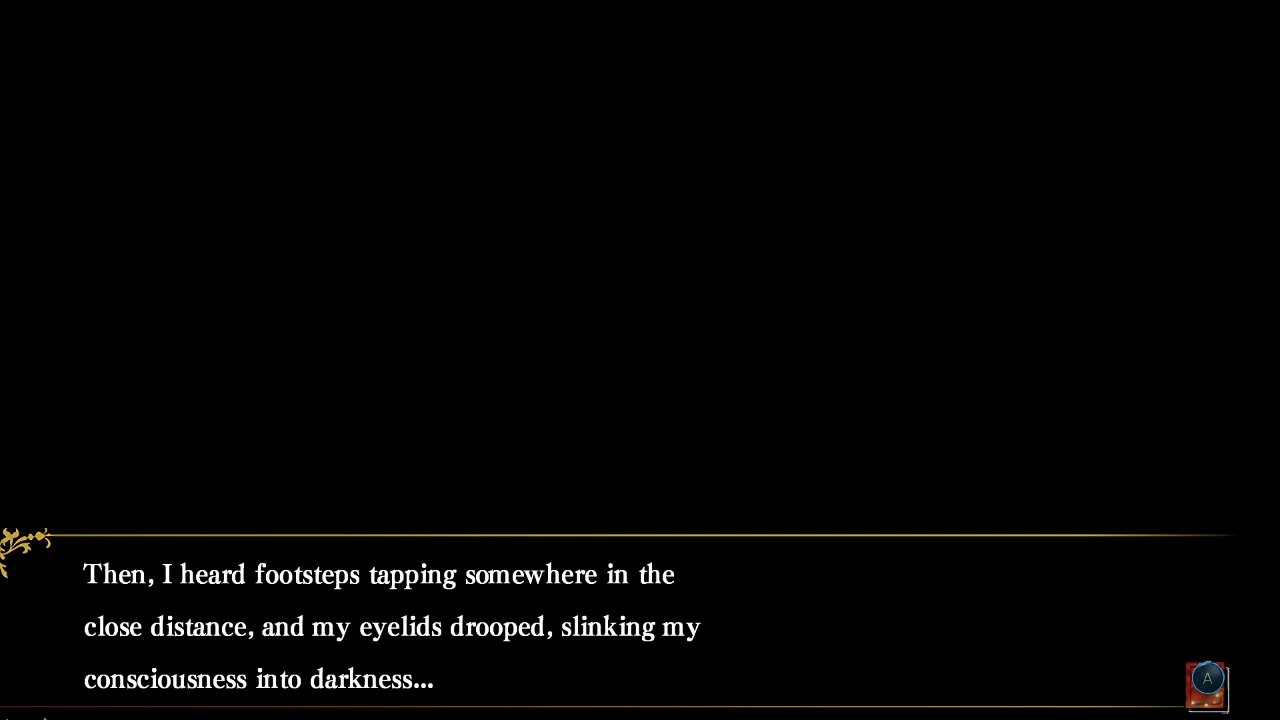 Then, I heard footsteps tapping somewhere in the
close distance, and my eyelids drooped, slinking my
consciousness into darkness...
A